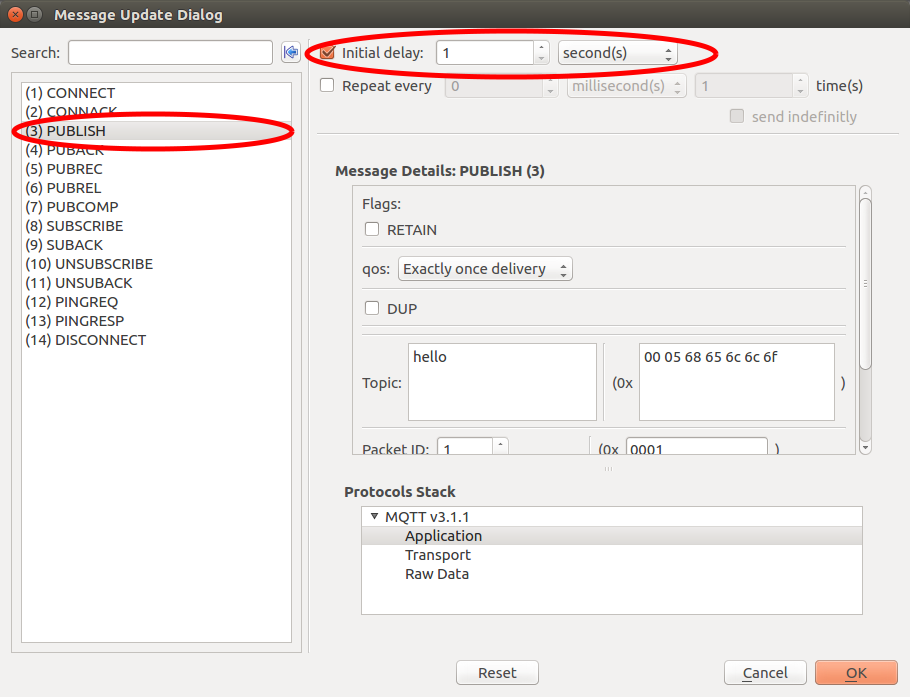 Message Update Dialog
Search:
Initial delay: 1 second(s)
Repeat every 0 millisecond(s) 1 time(s)
send indefinitly
(1) CONNECT
(2) CONNACK
(3) PUBLISH
(4) PUBACK
(5) PUBREC
(6) PUBREL
(7) PUBCOMP
(8) SUBSCRIBE
(9) SUBACK
(10) UNSUBSCRIBE
(11) UNSUBACK
(12) PINGREQ
(13) PINGRESP
(14) DISCONNECT
Message Details: PUBLISH (3)
Flags:
RETAIN
qos: Exactly once delivery
DUP
Topic: hello (0x 00 05 68 65 6c 6c 6f )
Packet ID: 1 (0x 0001 )
Protocols Stack
MQTT v3.1.1
Application
Transport
Raw Data
Reset
Cancel
OK